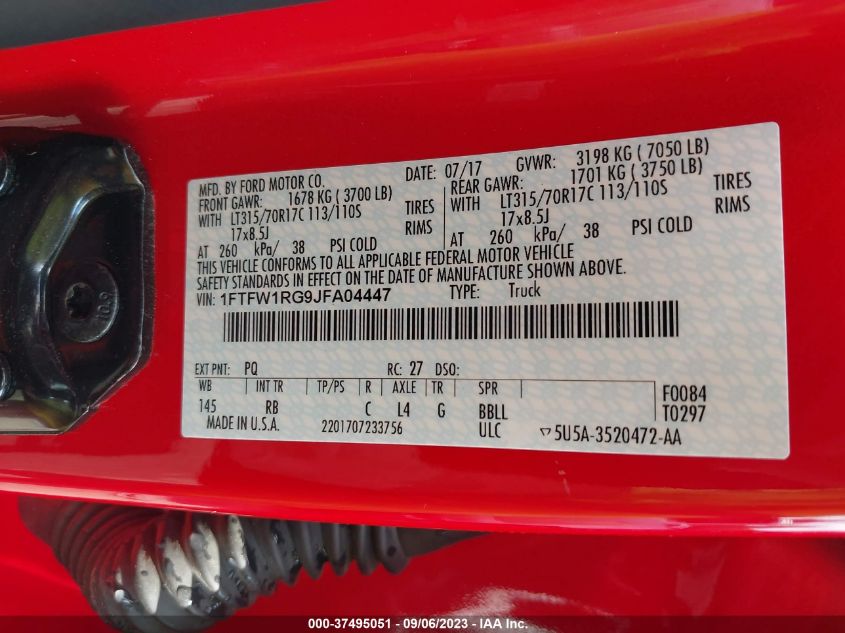 MFD. BY FORD MOTOR CO. DATE: 07/17 GVWR: 3198 KG ( 7050 LB)
FRONT GAWR: 1678 KG ( 3700 LB) REAR GAWR: 1701 KG ( 3750 LB)
WITH LT315/70R17C 113/110S TIRES WITH LT315/70R17C 113/110S TIRES
17x8.5J RIMS 17x8.5J RIMS
AT 260 kPa/ 38 PSI COLD AT 260 kPa/ 38 PSI COLD
THIS VEHICLE CONFORMS TO ALL APPLICABLE FEDERAL MOTOR VEHICLE
SAFETY STANDARDS IN EFFECT ON THE DATE OF MANUFACTURE SHOWN ABOVE.
VIN: 1FTFW1RG9JFA04447 TYPE: Truck
EXT PNT: PQ RC: 27 DSO:
WB INT TR TP/PS R AXLE TR SPR F0084
145 RB C L4 G BBLL T0297
MADE IN U.S.A. 2201707233756 ULC 5U5A-3520472-AA
10.9
000-37495051 - 09/06/2023 - IAA Inc.